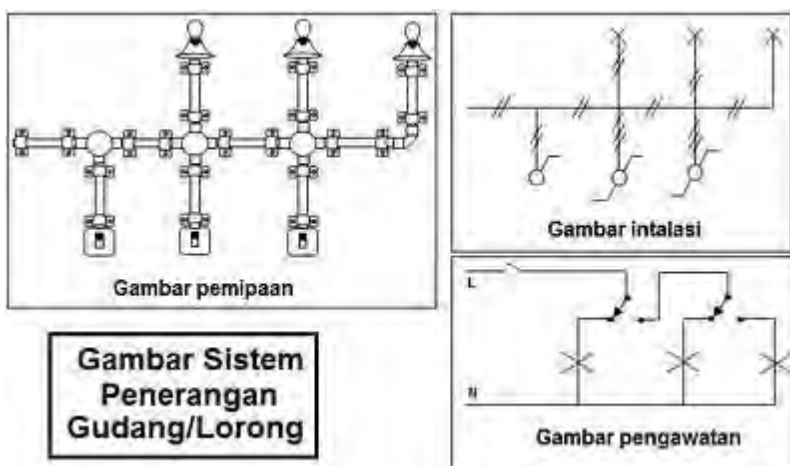 Gambar pemipaan
Gambar intalasi
L
N
Gambar pengawatan
Gambar Sistem
Penerangan
Gudang/Lorong